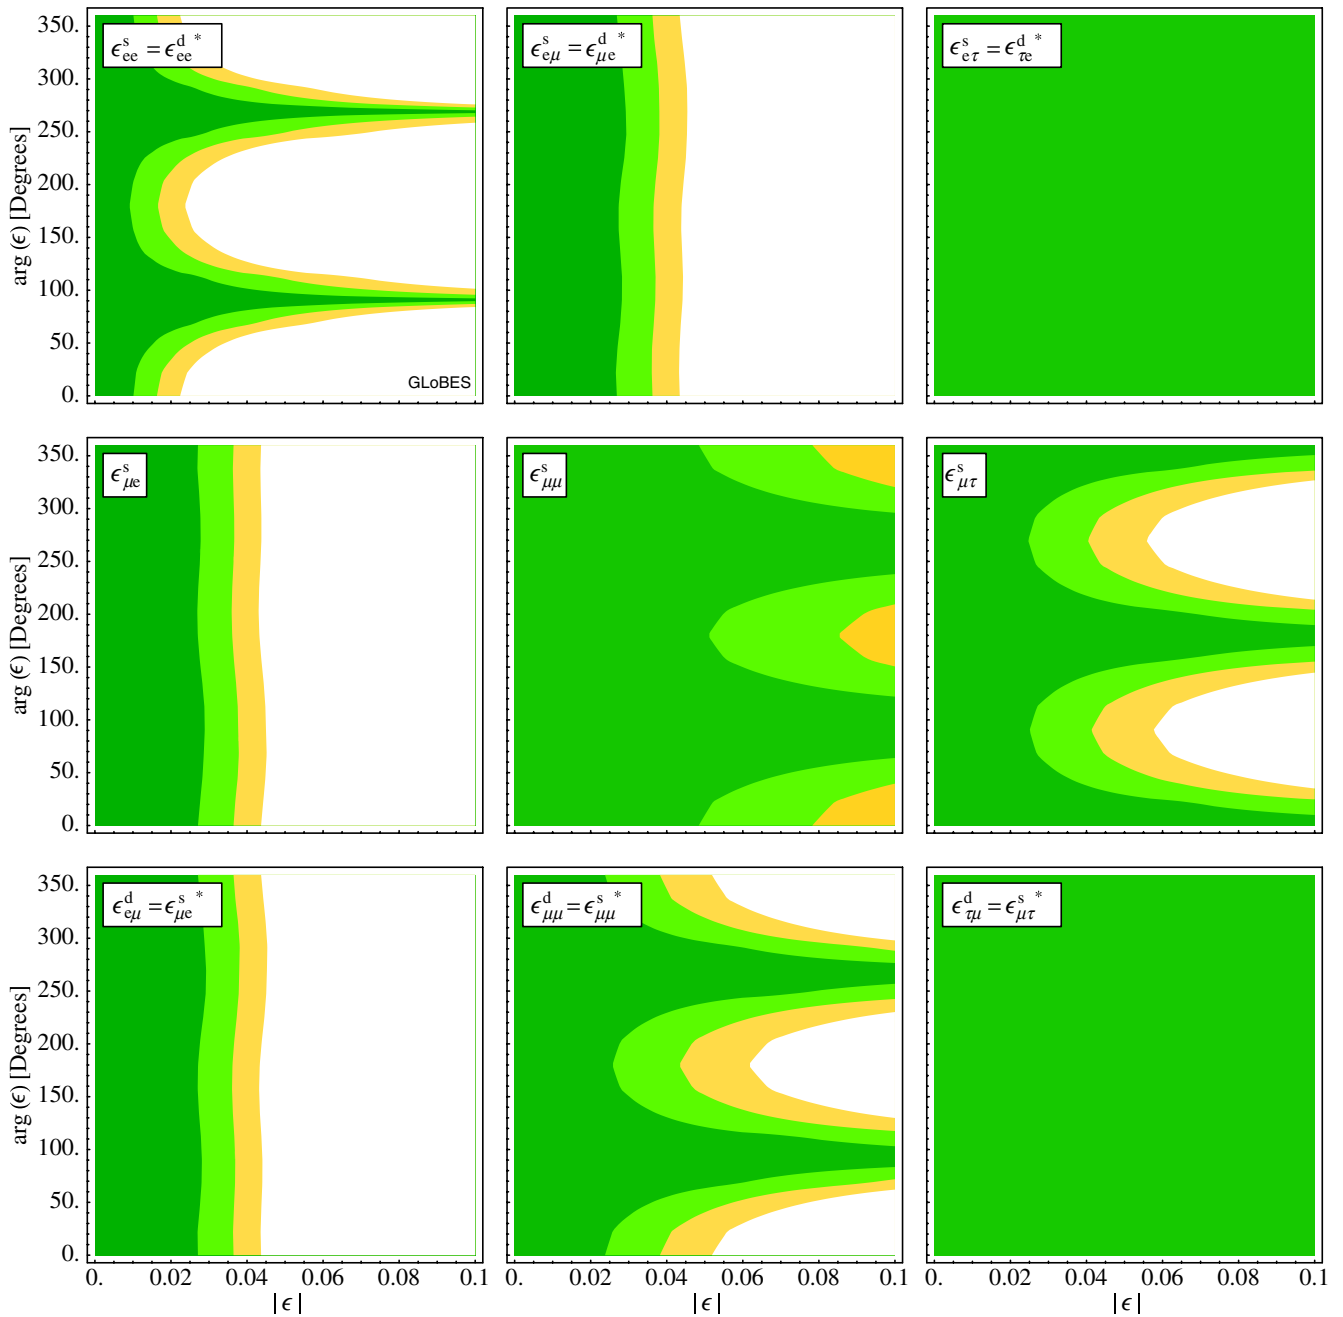 350.
300.
250.
200.
150.
100.
50.
0.
arg (ϵ) [Degrees]
ϵ^s_ee = ϵ^d_ee *
GLoBES
ϵ^s_eμ = ϵ^d_μe *
ϵ^s_eτ = ϵ^d_τe *
350.
300.
250.
200.
150.
100.
50.
0.
arg (ϵ) [Degrees]
ϵ^s_μe
ϵ^s_μμ
ϵ^s_μτ
350.
300.
250.
200.
150.
100.
50.
0.
arg (ϵ) [Degrees]
ϵ^d_eμ = ϵ^s_μe *
ϵ^d_μμ = ϵ^s_μμ *
ϵ^d_τμ = ϵ^s_μτ *
0. 0.02 0.04 0.06 0.08 0.1
0. 0.02 0.04 0.06 0.08 0.1
0. 0.02 0.04 0.06 0.08 0.1
| ϵ |
| ϵ |
| ϵ |